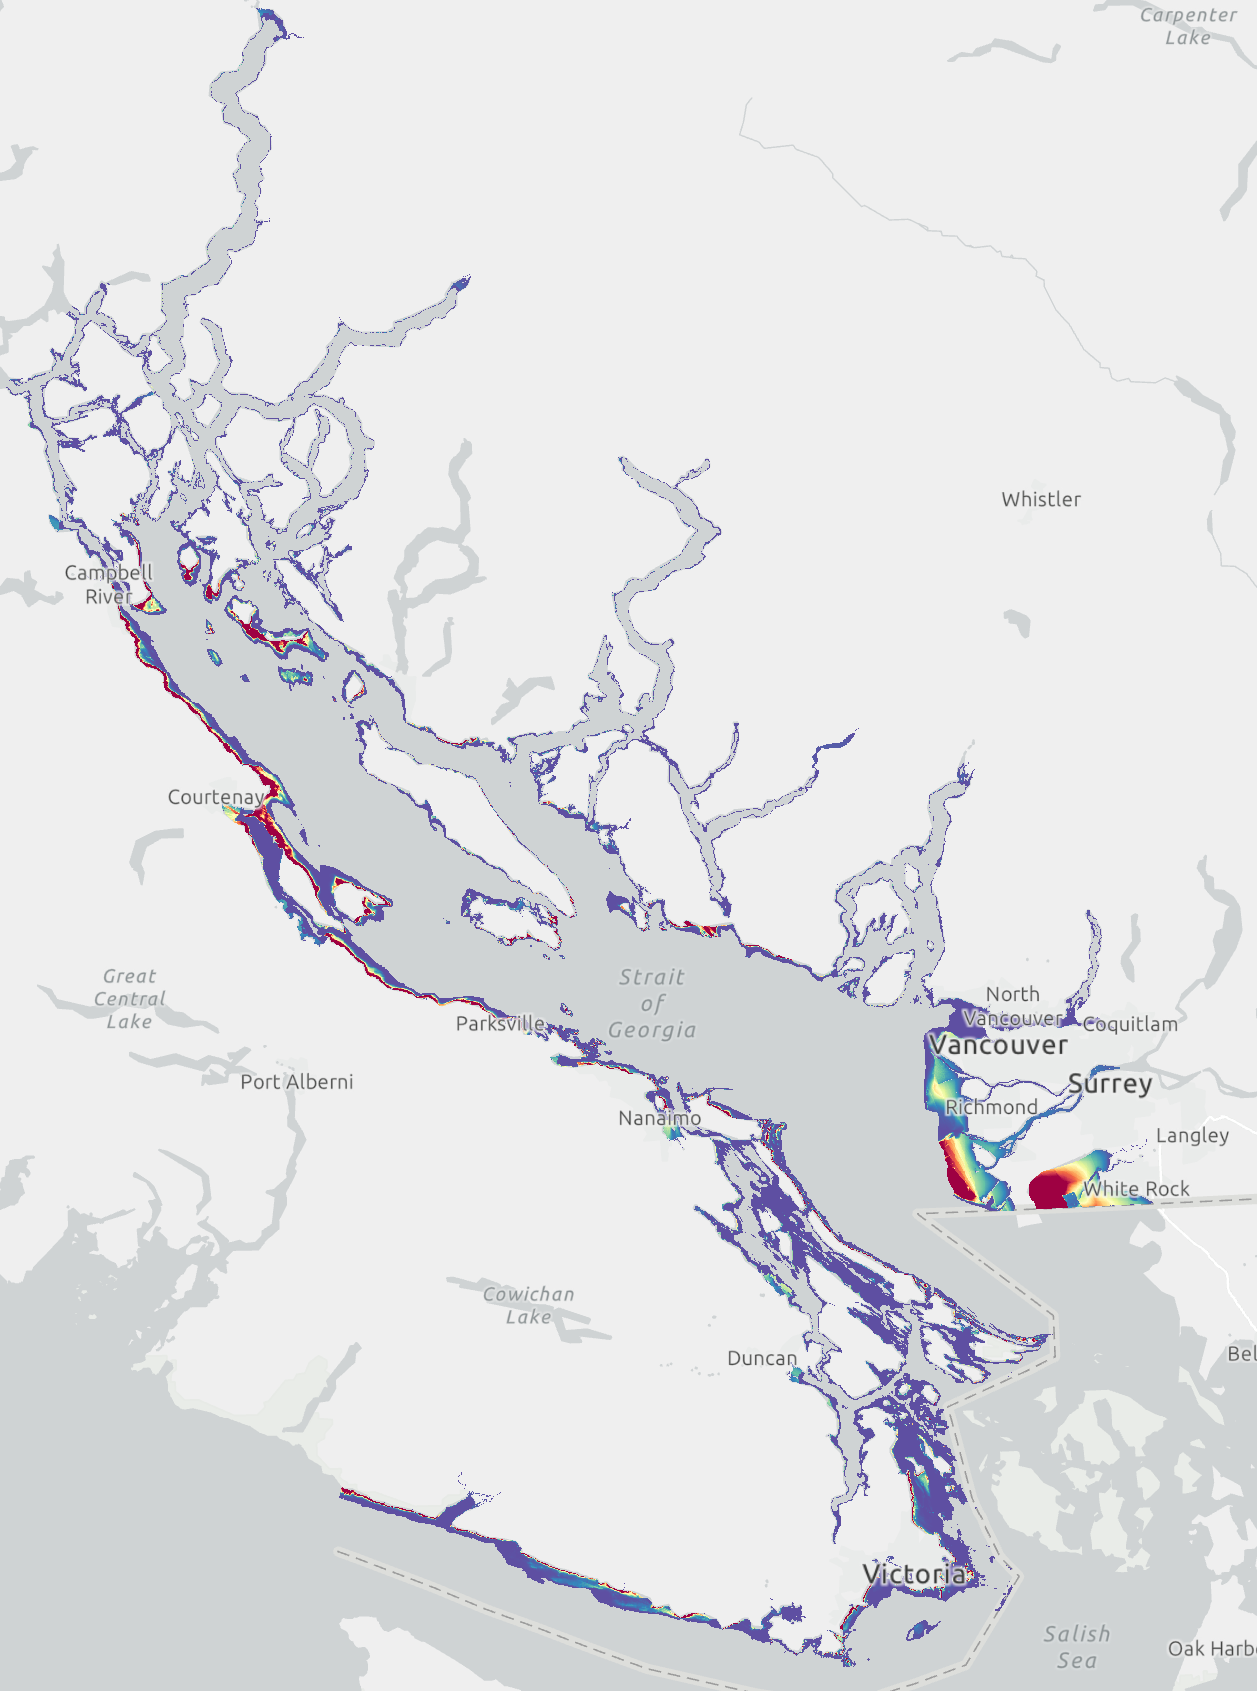 Carpenter
Lake
Whistler
Campbell
River
Courtenay
Great
Central
Lake
Strait
of
Georgia
Parksville
North
Vancouver
Coquitlam
Vancouver
Port Alberni
Surrey
Nanaimo
Richmond
Langley
White Rock
Cowichan
Lake
Duncan
Bel
Victoria
Salish
Sea
Oak Harb